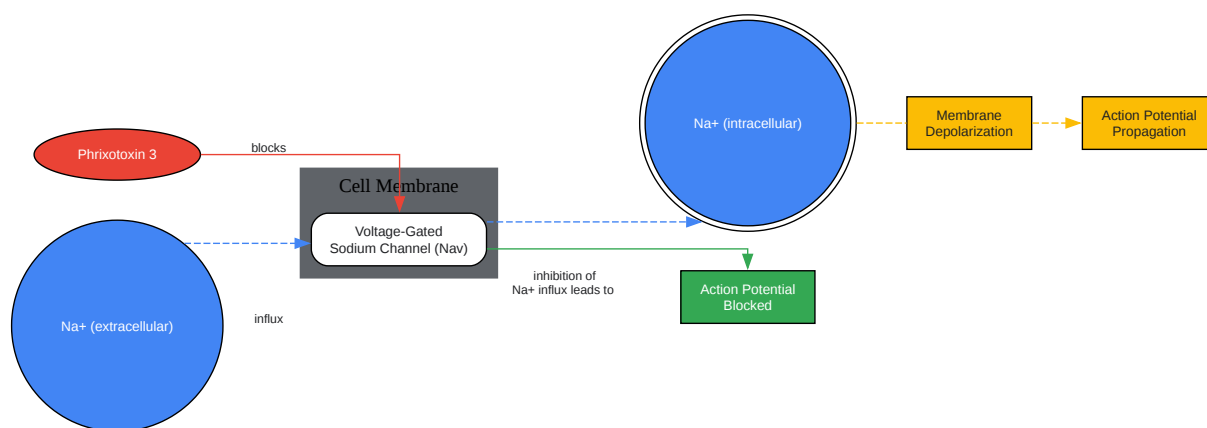 Phrixotoxin 3
blocks
Cell Membrane
Voltage-Gated
Sodium Channel (Nav)
Na+ (extracellular)
influx
inhibition of
Na+ influx leads to
Na+ (intracellular)
Membrane
Depolarization
Action Potential
Propagation
Action Potential
Blocked